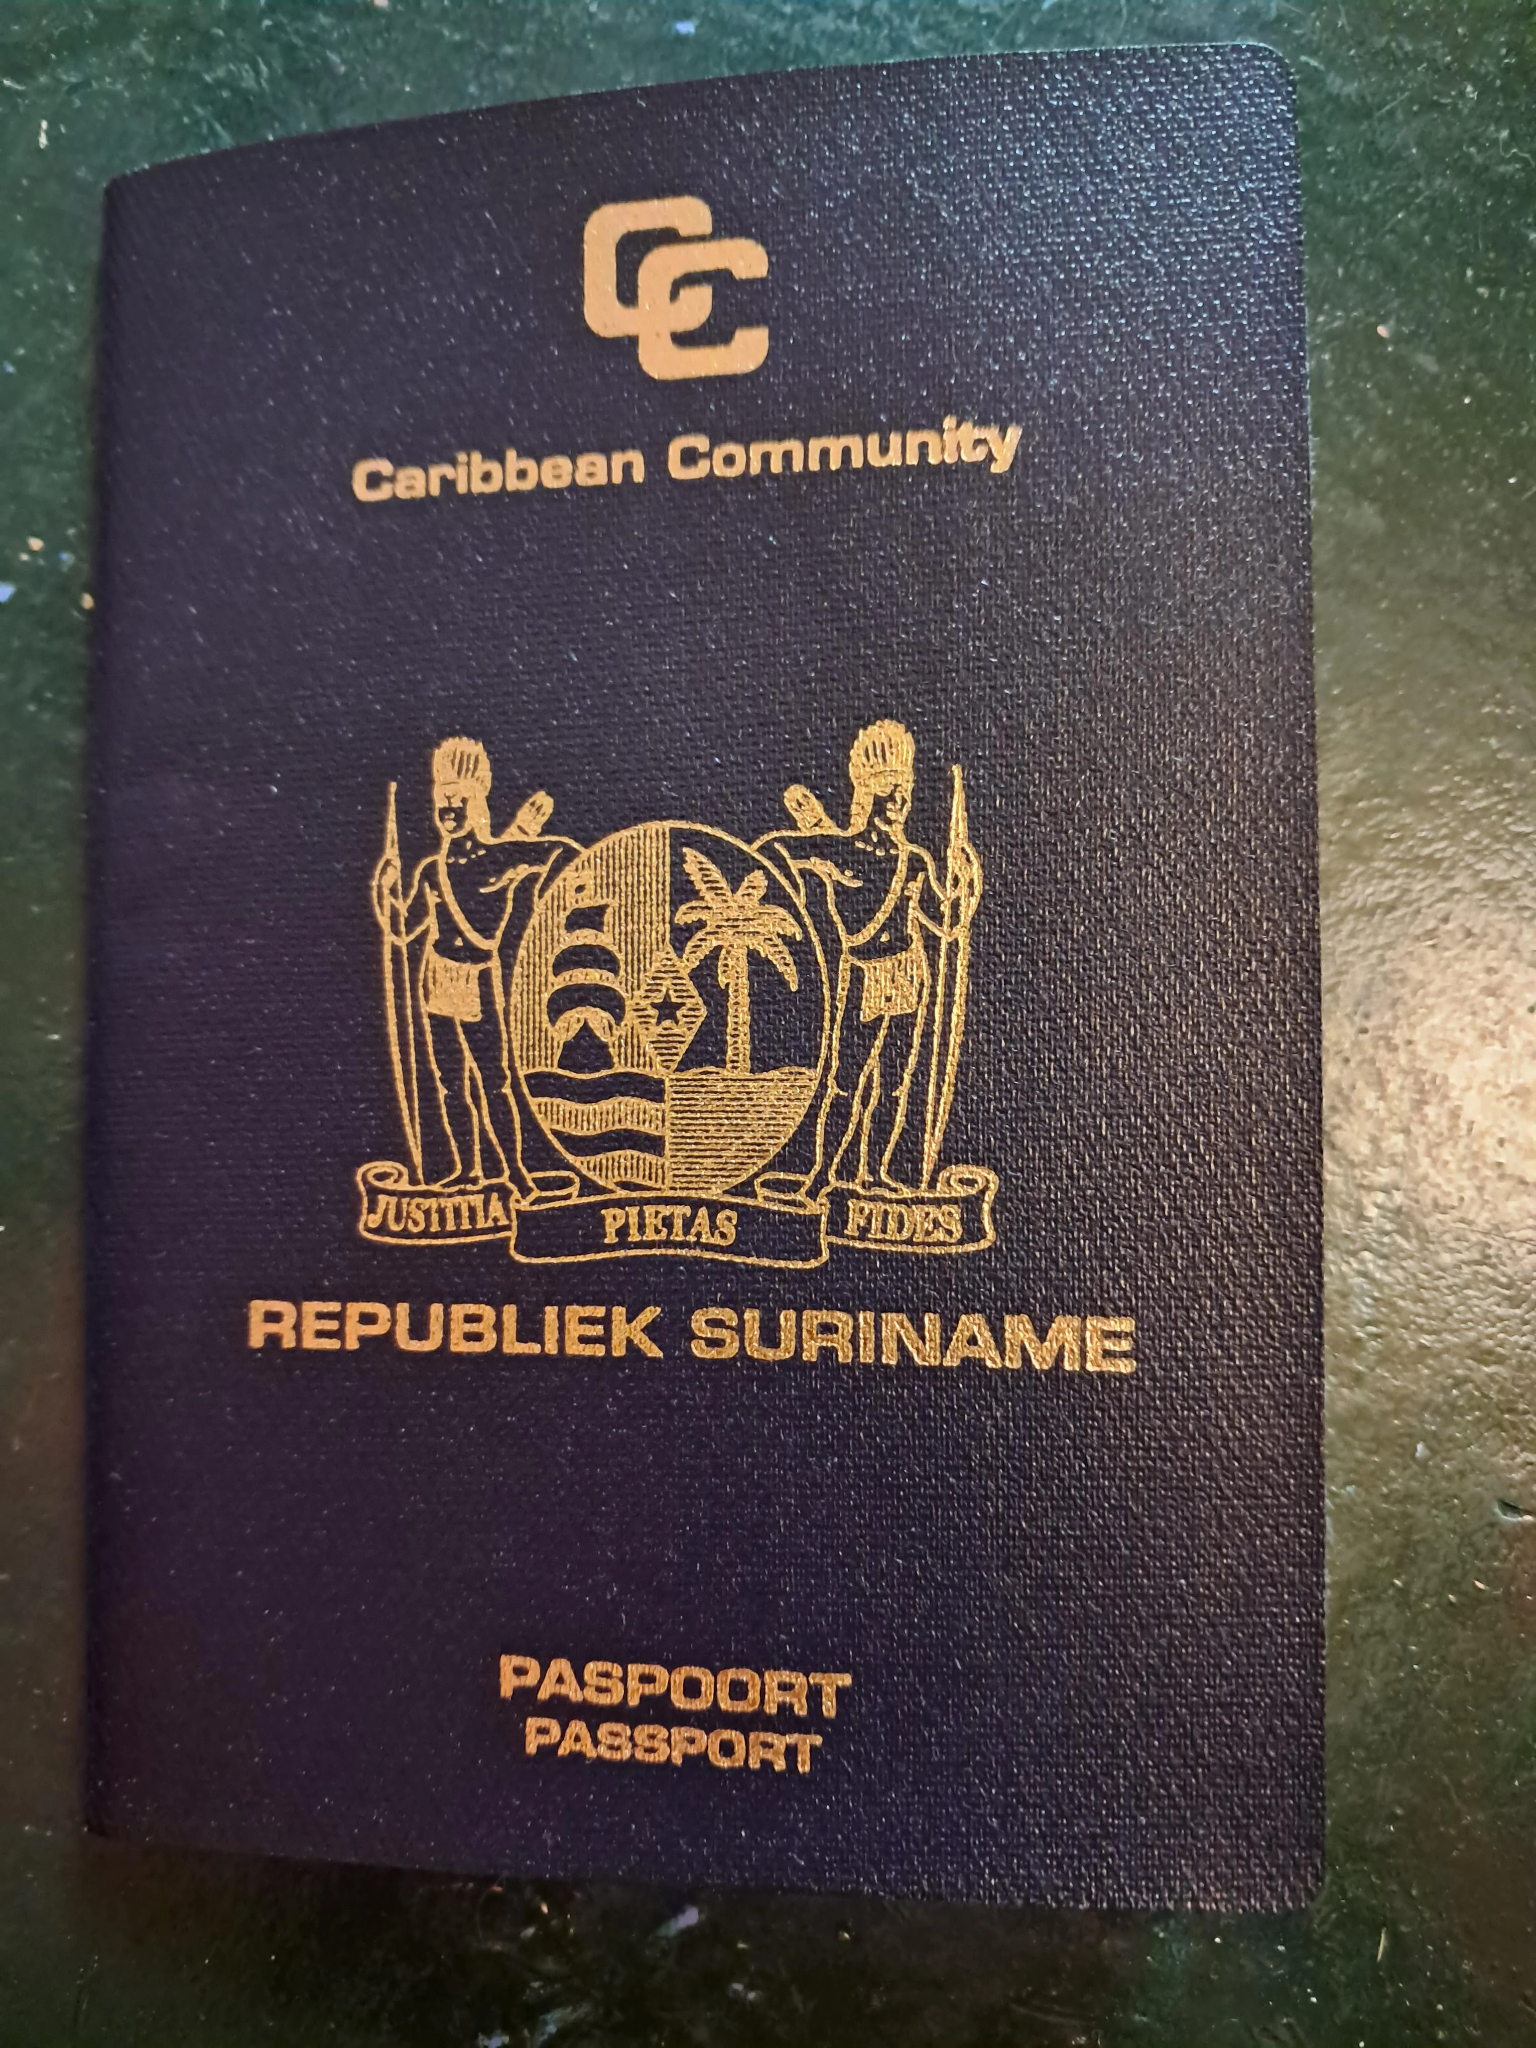 CC
Caribbean Community
JUSTITIA PIETAS FIDES
REPUBLIEK SURINAME
PASPOORT
PASSPORT